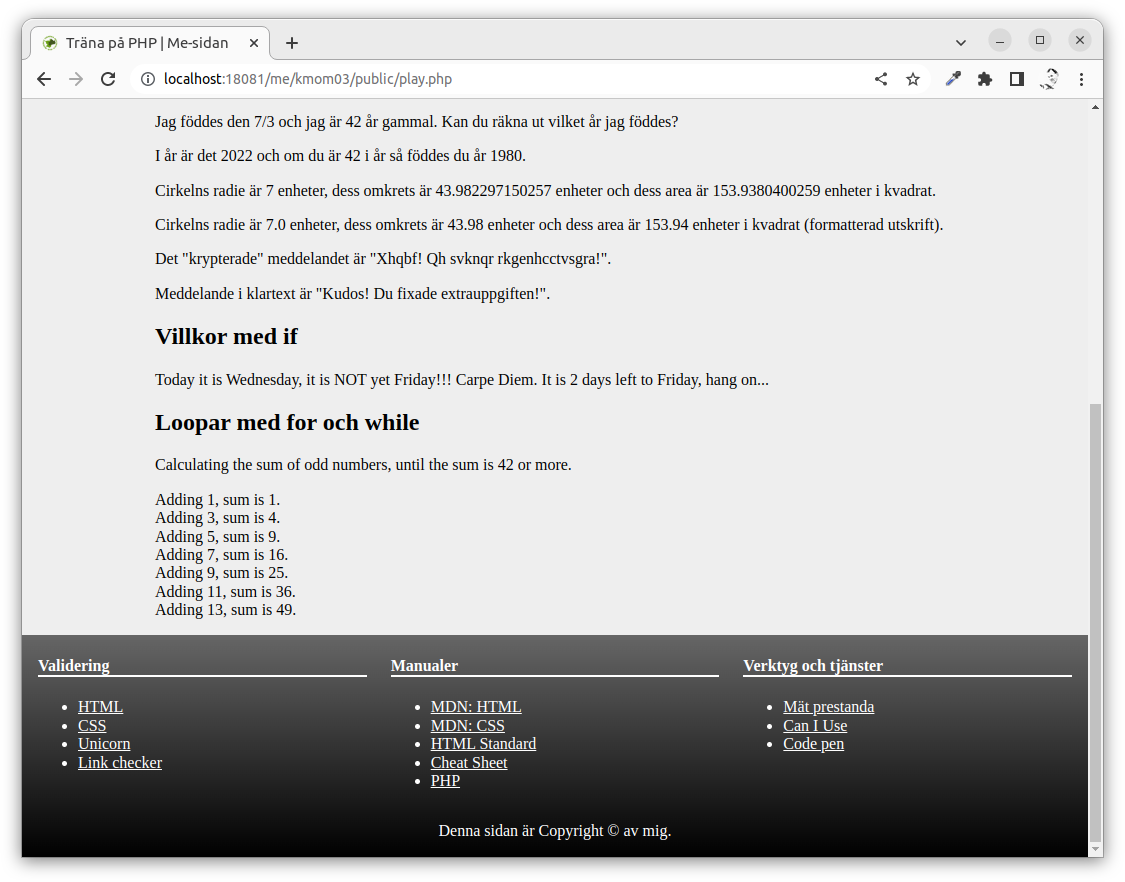 Träna på PHP | Me-sidan
localhost:18081/me/kmom03/public/play.php
Jag föddes den 7/3 och jag är 42 år gammal. Kan du räkna ut vilket år jag föddes?
I år är det 2022 och om du är 42 i år så föddes du år 1980.
Cirkelns radie är 7 enheter, dess omkrets är 43.982297150257 enheter och dess area är 153.9380400259 enheter i kvadrat.
Cirkelns radie är 7.0 enheter, dess omkrets är 43.98 enheter och dess area är 153.94 enheter i kvadrat (formatterad utskrift).
Det "krypterade" meddelandet är "Xhqbf! Qh svknqr rkgenhcctvsgra!".
Meddelande i klartext är "Kudos! Du fixade extrauppgiften!".
Villkor med if
Today it is Wednesday, it is NOT yet Friday!!! Carpe Diem. It is 2 days left to Friday, hang on...
Loopar med for och while
Calculating the sum of odd numbers, until the sum is 42 or more.
Adding 1, sum is 1.
Adding 3, sum is 4.
Adding 5, sum is 9.
Adding 7, sum is 16.
Adding 9, sum is 25.
Adding 11, sum is 36.
Adding 13, sum is 49.
Validering
HTML
CSS
Unicorn
Link checker
Manualer
MDN: HTML
MDN: CSS
HTML Standard
Cheat Sheet
PHP
Verktyg och tjänster
Mät prestanda
Can I Use
Code pen
Denna sidan är Copyright © av mig.